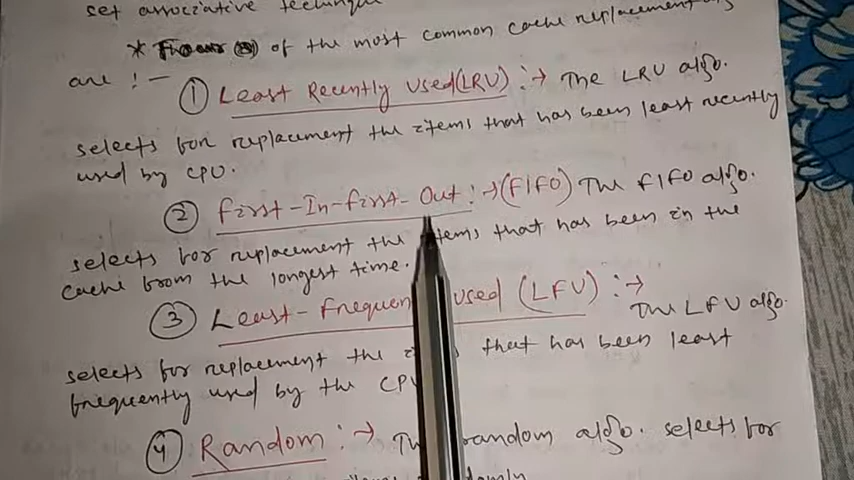 set associative technique
* Four of the most common cache replacement
are :-
① Least Recently Used(LRU) :→ The LRU algo.
selects for replacement the items that has been least recently
used by CPU.
② First-In-first-Out :→ (FIFO) The FIFO algo.
selects for replacement the items that has been in the
cache from the longest time.
③ Least-Frequen used (LFU) :→
The LFU algo.
selects for replacement the that has been least
frequently used by the CPU
④ Random :→ The random algo. selects for